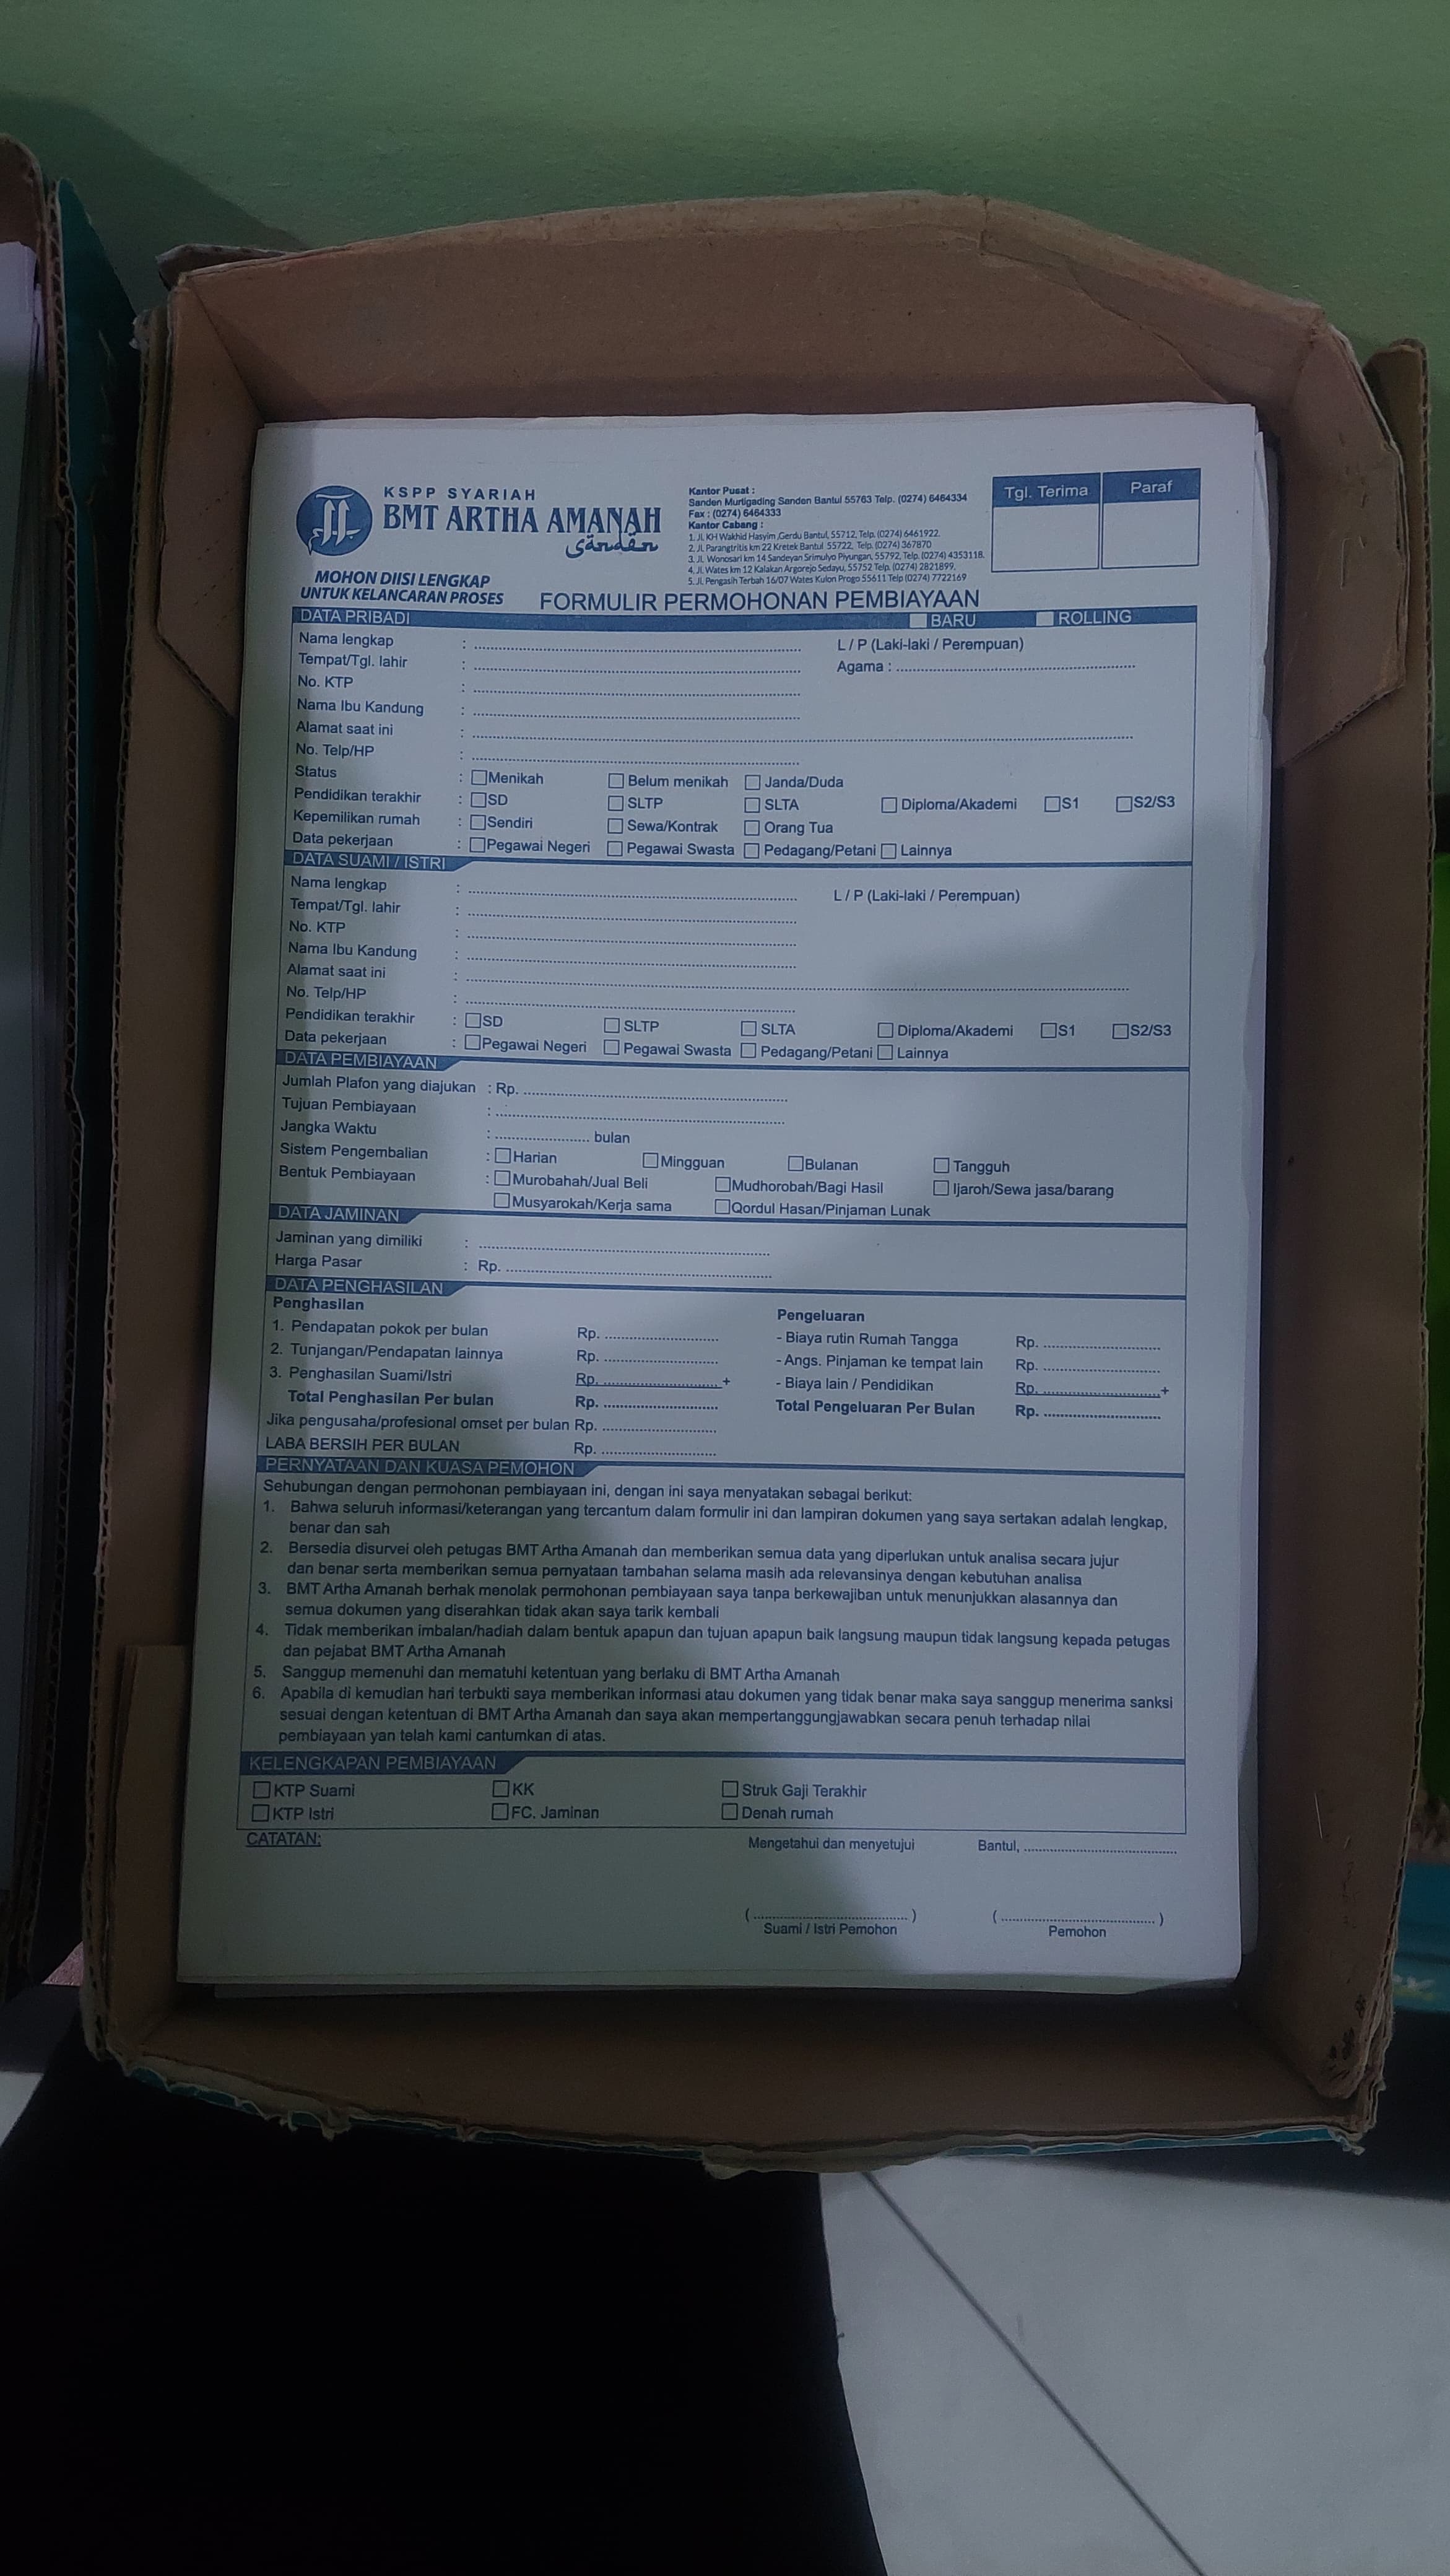 KSPP SYARIAH
BMT ARTHA AMANAH
Sanden
Kantor Pusat :
Sanden Murtigading Sanden Bantul 55763 Telp. (0274) 6464334
Fax : (0274) 6464333
Kantor Cabang :
1. Jl. KH Wakhid Hasyim ,Gerdu Bantul, 55712, Telp. (0274) 6461922.
2. Jl. Parangtritis km 22 Kretek Bantul 55722, Telp. (0274) 367870
3. Jl. Wonosari km 14 Sandeyan Srimulyo Piyungan, 55792, Telp. (0274) 4353118.
4. Jl. Wates km 12 Kalakan Argorejo Sedayu, 55752 Telp. (0274) 2821899.
5. Jl. Pengasih Terbah 16/07 Wates Kulon Progo 55611 Telp (0274) 7722169
Tgl. Terima Paraf
MOHON DIISI LENGKAP
UNTUK KELANCARAN PROSES
FORMULIR PERMOHONAN PEMBIAYAAN
DATA PRIBADI BARU ROLLING
Nama lengkap : L / P (Laki-laki / Perempuan)
Tempat/Tgl. lahir : Agama :
No. KTP :
Nama Ibu Kandung :
Alamat saat ini :
No. Telp/HP :
Status : Menikah Belum menikah Janda/Duda
Pendidikan terakhir : SD SLTP SLTA Diploma/Akademi S1 S2/S3
Kepemilikan rumah : Sendiri Sewa/Kontrak Orang Tua
Data pekerjaan : Pegawai Negeri Pegawai Swasta Pedagang/Petani Lainnya
DATA SUAMI / ISTRI
Nama lengkap : L / P (Laki-laki / Perempuan)
Tempat/Tgl. lahir :
No. KTP :
Nama Ibu Kandung :
Alamat saat ini :
No. Telp/HP :
Pendidikan terakhir : SD SLTP SLTA Diploma/Akademi S1 S2/S3
Data pekerjaan : Pegawai Negeri Pegawai Swasta Pedagang/Petani Lainnya
DATA PEMBIAYAAN
Jumlah Plafon yang diajukan : Rp.
Tujuan Pembiayaan :
Jangka Waktu : bulan
Sistem Pengembalian : Harian Mingguan Bulanan Tangguh
Bentuk Pembiayaan : Murobahah/Jual Beli Mudhorobah/Bagi Hasil Ijaroh/Sewa jasa/barang
Musyarokah/Kerja sama Qordul Hasan/Pinjaman Lunak
DATA JAMINAN
Jaminan yang dimiliki :
Harga Pasar : Rp.
DATA PENGHASILAN
Penghasilan Pengeluaran
1. Pendapatan pokok per bulan Rp. - Biaya rutin Rumah Tangga Rp.
2. Tunjangan/Pendapatan lainnya Rp. - Angs. Pinjaman ke tempat lain Rp.
3. Penghasilan Suami/Istri Rp. + - Biaya lain / Pendidikan Rp. +
Total Penghasilan Per bulan Rp. Total Pengeluaran Per Bulan Rp.
Jika pengusaha/profesional omset per bulan Rp.
LABA BERSIH PER BULAN Rp.
PERNYATAAN DAN KUASA PEMOHON
Sehubungan dengan permohonan pembiayaan ini, dengan ini saya menyatakan sebagai berikut:
1. Bahwa seluruh informasi/keterangan yang tercantum dalam formulir ini dan lampiran dokumen yang saya sertakan adalah lengkap,
benar dan sah
2. Bersedia disurvei oleh petugas BMT Artha Amanah dan memberikan semua data yang diperlukan untuk analisa secara jujur
dan benar serta memberikan semua pernyataan tambahan selama masih ada relevansinya dengan kebutuhan analisa
3. BMT Artha Amanah berhak menolak permohonan pembiayaan saya tanpa berkewajiban untuk menunjukkan alasannya dan
semua dokumen yang diserahkan tidak akan saya tarik kembali
4. Tidak memberikan imbalan/hadiah dalam bentuk apapun dan tujuan apapun baik langsung maupun tidak langsung kepada petugas
dan pejabat BMT Artha Amanah
5. Sanggup memenuhi dan mematuhi ketentuan yang berlaku di BMT Artha Amanah
6. Apabila di kemudian hari terbukti saya memberikan informasi atau dokumen yang tidak benar maka saya sanggup menerima sanksi
sesuai dengan ketentuan di BMT Artha Amanah dan saya akan mempertanggungjawabkan secara penuh terhadap nilai
pembiayaan yan telah kami cantumkan di atas.
KELENGKAPAN PEMBIAYAAN
KTP Suami KK Struk Gaji Terakhir
KTP Istri FC. Jaminan Denah rumah
CATATAN: Mengetahui dan menyetujui Bantul,
( ) ( )
Suami / Istri Pemohon Pemohon